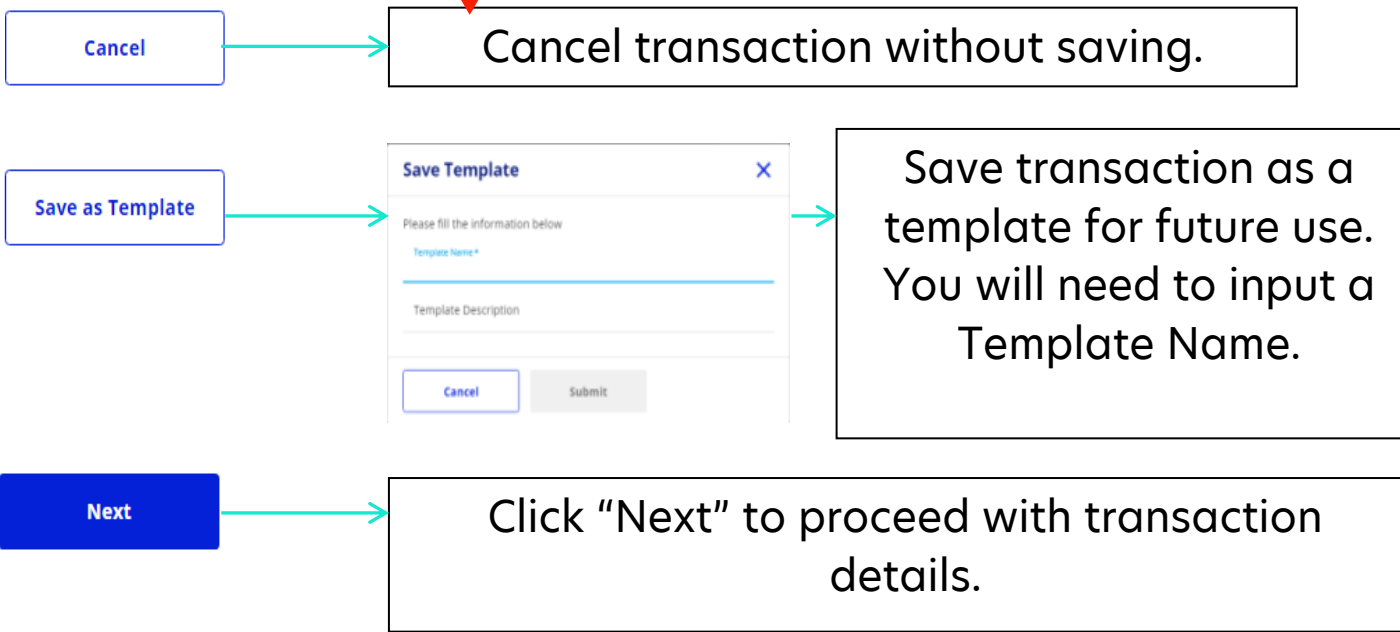 Cancel
Cancel transaction without saving.
Save as Template
Save Template
Please fill the information below
Template Name*
Template Description
Cancel
Submit
Save transaction as a
template for future use.
You will need to input a
Template Name.
Next
Click “Next” to proceed with transaction
details.